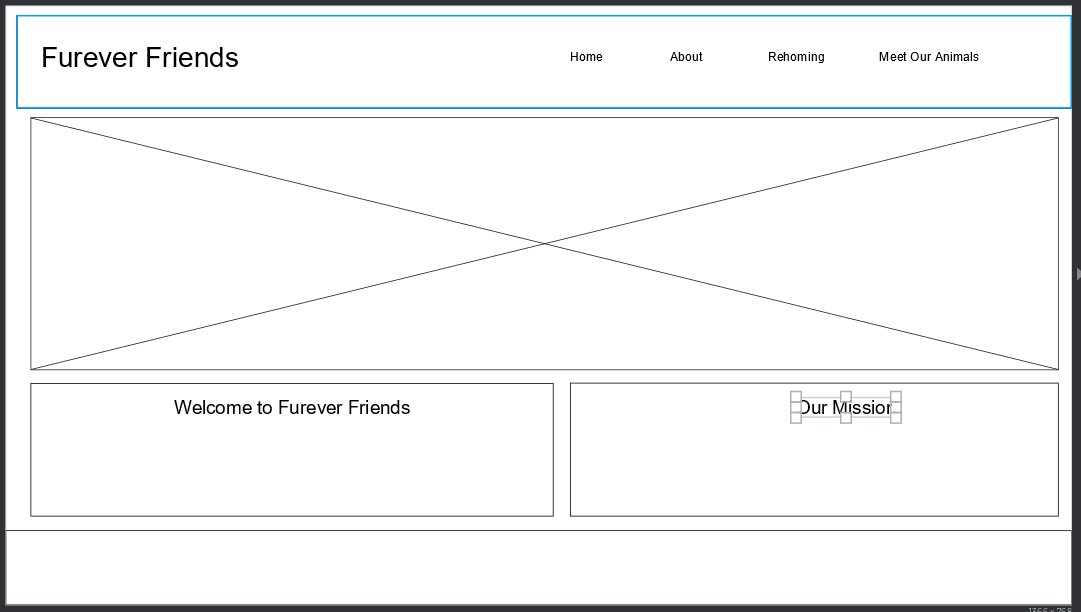 Furever Friends
Home About Rehoming Meet Our Animals
Welcome to Furever Friends
Our Mission
1366 x 768